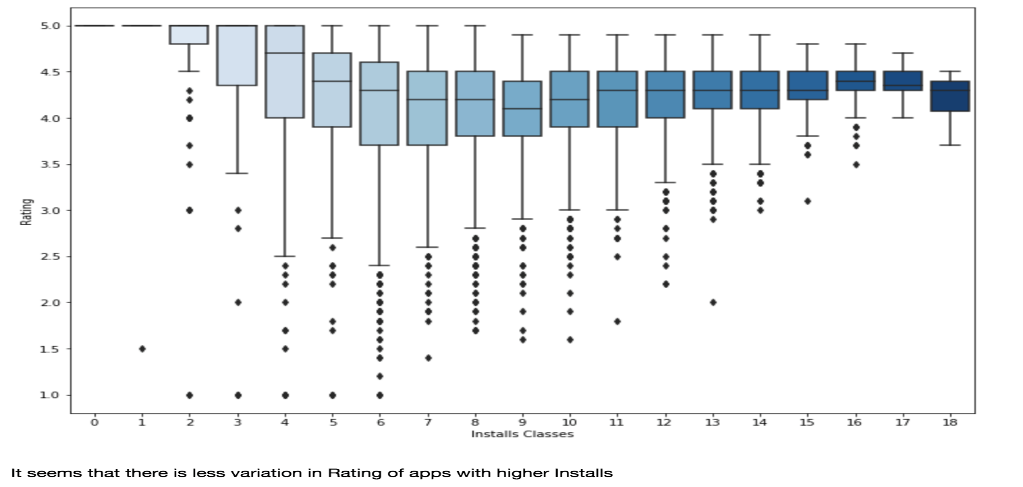 5.0
4.5
4.0
3.5
3.0
2.5
2.0
1.5
1.0
Rating
0 1 2 3 4 5 6 7 8 9 10 11 12 13 14 15 16 17 18
Installs Classes
It seems that there is less variation in Rating of apps with higher Installs